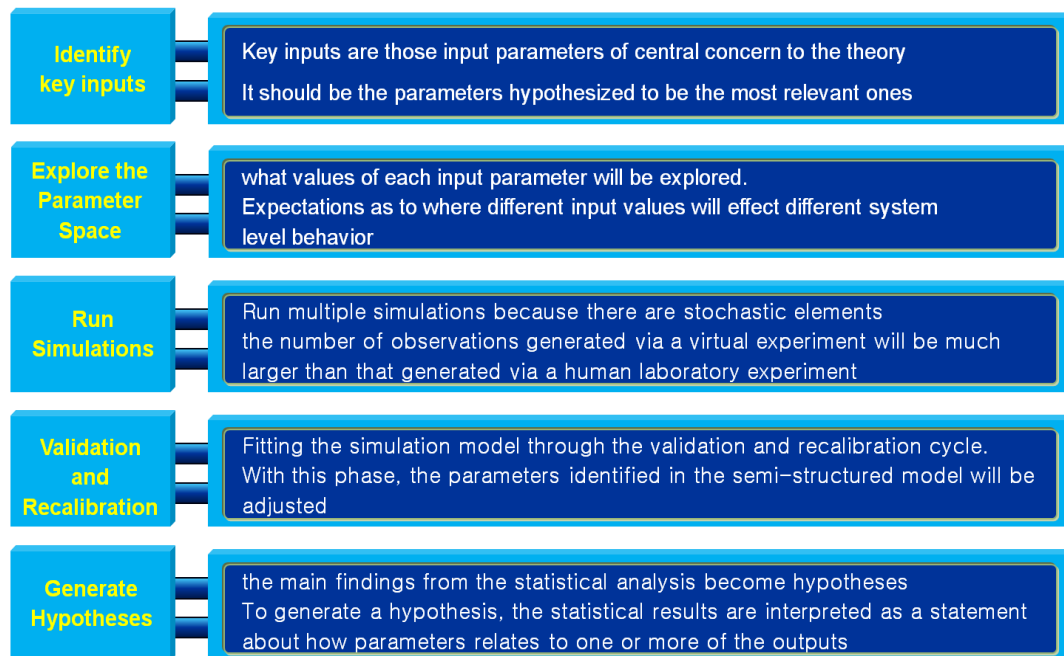 Identify
key inputs
Key inputs are those input parameters of central concern to the theory
It should be the parameters hypothesized to be the most relevant ones
Explore the
Parameter
Space
what values of each input parameter will be explored.
Expectations as to where different input values will effect different system
level behavior
Run
Simulations
Run multiple simulations because there are stochastic elements
the number of observations generated via a virtual experiment will be much
larger than that generated via a human laboratory experiment
Validation
and
Recalibration
Fitting the simulation model through the validation and recalibration cycle.
With this phase, the parameters identified in the semi-structured model will be
adjusted
Generate
Hypotheses
the main findings from the statistical analysis become hypotheses
To generate a hypothesis, the statistical results are interpreted as a statement
about how parameters relates to one or more of the outputs